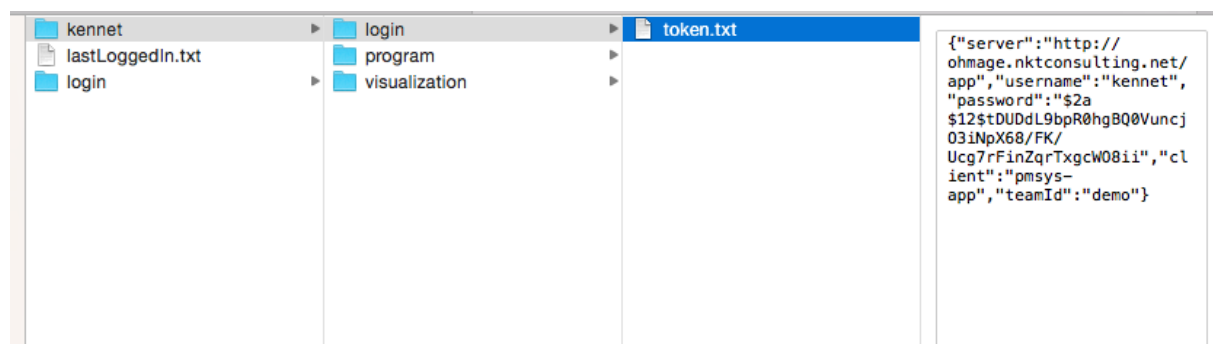 kennet
lastLoggedIn.txt
login
login
program
visualization
token.txt
{"server":"http://
ohmage.nktconsulting.net/
app","username":"kennet",
"password":"$2a
$12$tDUDdL9bpR0hgBQ0Vuncj
O3iNpX68/FK/
Ucg7rFinZqrTxgcWO8ii","cl
ient":"pmsys-
app","teamId":"demo"}